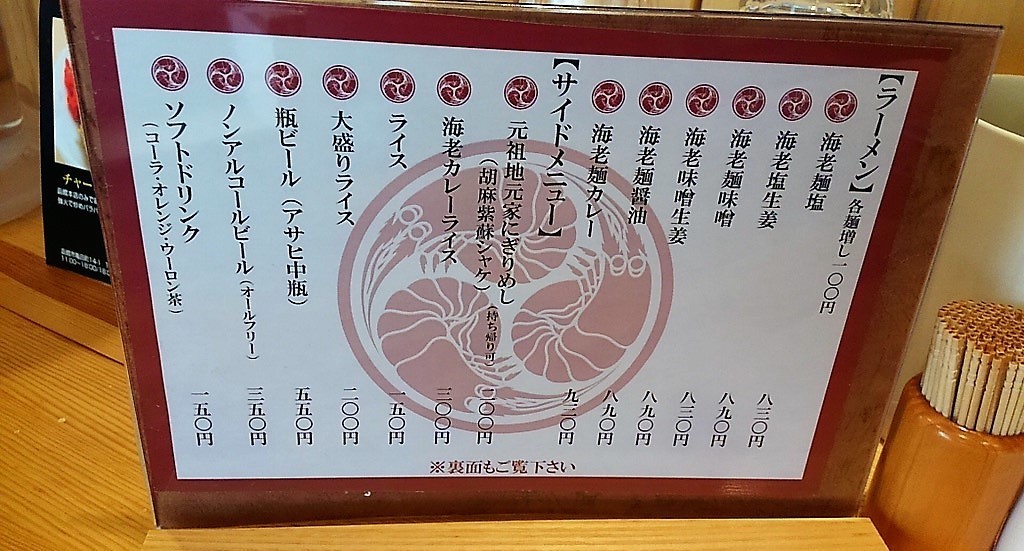 【ラーメン】各麺増し一〇〇円
海老麺塩 八三〇円
海老塩生姜 八九〇円
海老麺味噌 八三〇円
海老味噌生姜 八九〇円
海老麺醤油 八九〇円
海老麺カレー 九三〇円
【サイドメニュー】
元祖地元家にぎりめし
(胡麻紫蘇シャケ)(持ち帰り可) 二〇〇円
海老カレーライス 三〇〇円
ライス 一五〇円
大盛りライス 二〇〇円
瓶ビール(アサヒ中瓶) 五五〇円
ノンアルコールビール(オールフリー) 三五〇円
ソフトドリンク
(コーラ・オレンジ・ウーロン茶) 一五〇円
※裏面もご覧下さい
チャー